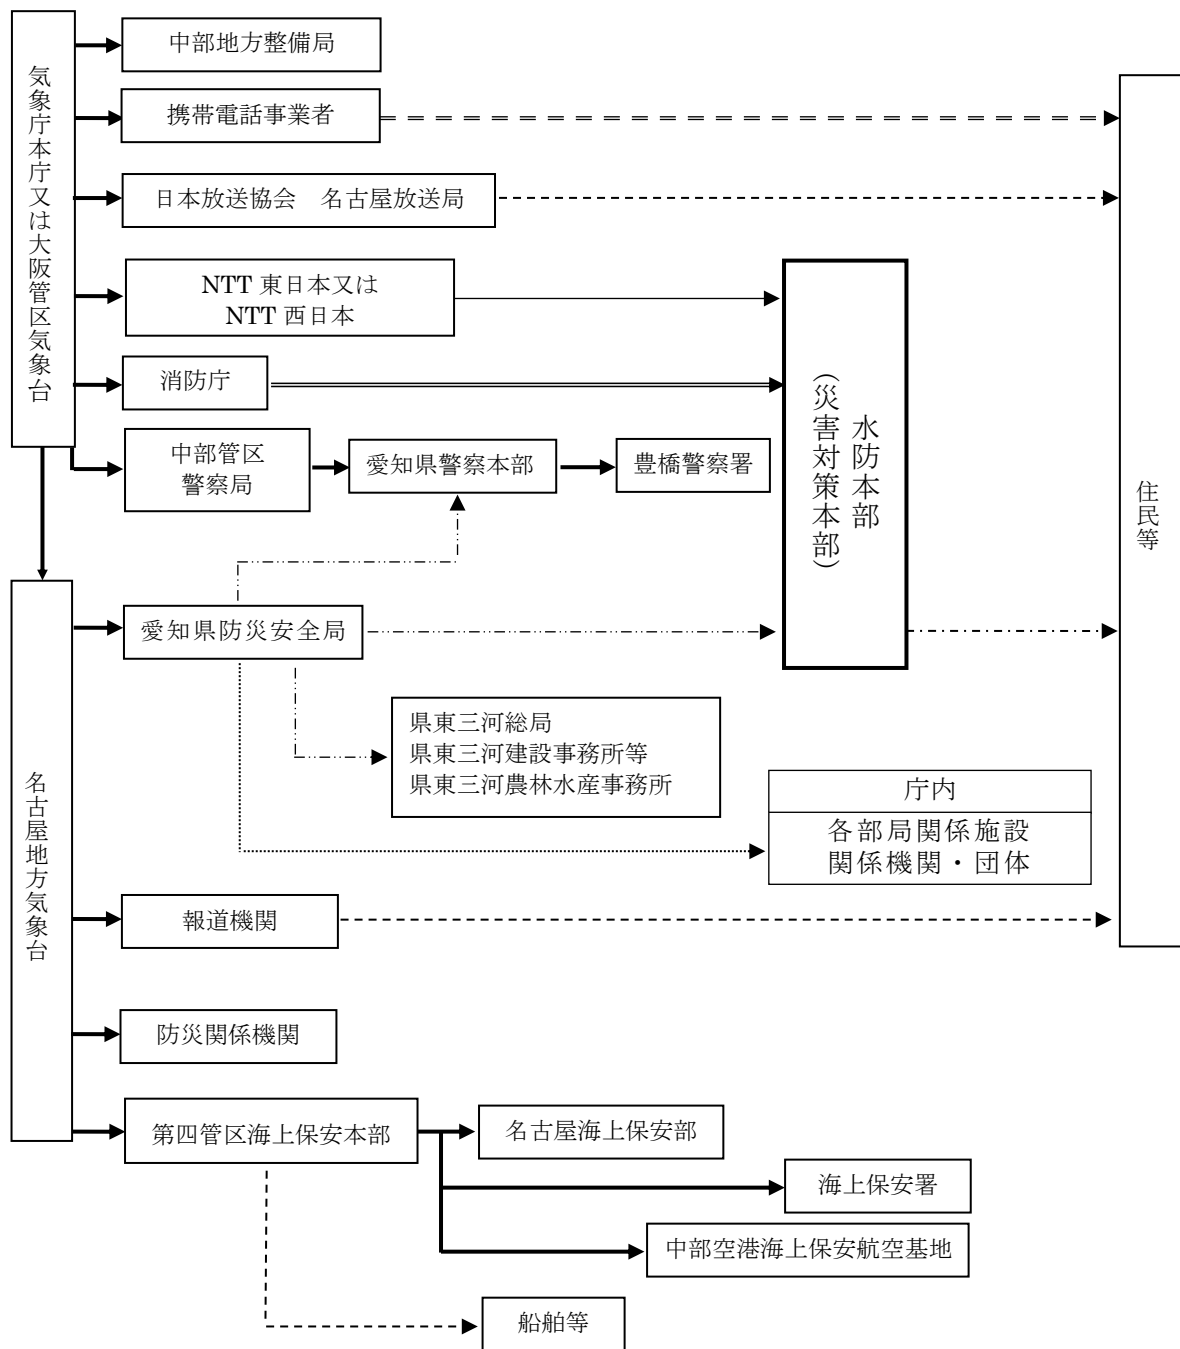 気象庁本庁又は大阪管区気象台
中部地方整備局
携帯電話事業者
日本放送協会　名古屋放送局
NTT 東日本又は
NTT 西日本
消防庁
中部管区
警察局
愛知県警察本部
豊橋警察署
水防本部
（災害対策本部）
住民等
名古屋地方気象台
愛知県防災安全局
県東三河総局
県東三河建設事務所等
県東三河農林水産事務所
庁内
各部局関係施設
関係機関・団体
報道機関
防災関係機関
第四管区海上保安本部
名古屋海上保安部
海上保安署
中部空港海上保安航空基地
船舶等